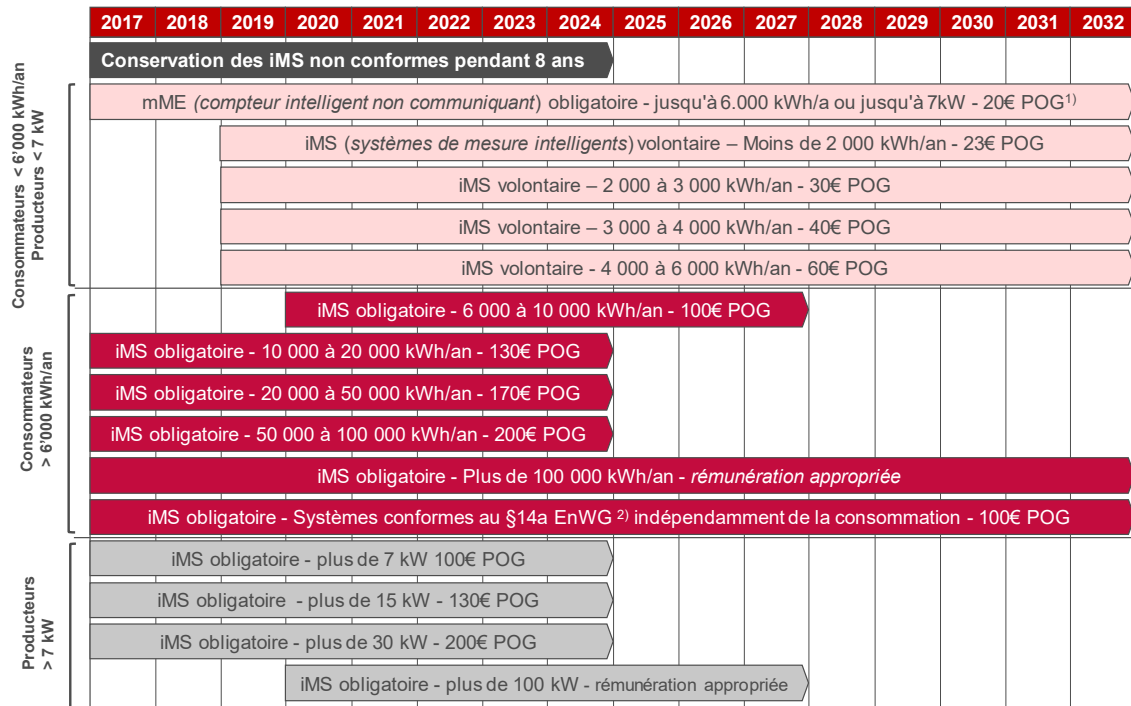 2017 2018 2019 2020 2021 2022 2023 2024 2025 2026 2027 2028 2029 2030 2031 2032
Conservation des iMS non conformes pendant 8 ans
Consommateurs < 6'000 kWh/an
Producteurs < 7 kW
mME (compteur intelligent non communiquant) obligatoire - jusqu'à 6.000 kWh/a ou jusqu'à 7kW - 20€ POG¹⁾
iMS (systèmes de mesure intelligents) volontaire – Moins de 2 000 kWh/an - 23€ POG
iMS volontaire – 2 000 à 3 000 kWh/an - 30€ POG
iMS volontaire – 3 000 à 4 000 kWh/an - 40€ POG
iMS volontaire - 4 000 à 6 000 kWh/an - 60€ POG
Consommateurs
> 6'000 kWh/an
iMS obligatoire - 6 000 à 10 000 kWh/an - 100€ POG
iMS obligatoire - 10 000 à 20 000 kWh/an - 130€ POG
iMS obligatoire - 20 000 à 50 000 kWh/an - 170€ POG
iMS obligatoire - 50 000 à 100 000 kWh/an - 200€ POG
iMS obligatoire - Plus de 100 000 kWh/an - rémunération appropriée
iMS obligatoire - Systèmes conformes au §14a EnWG ²⁾ indépendamment de la consommation - 100€ POG
Producteurs
> 7 kW
iMS obligatoire - plus de 7 kW 100€ POG
iMS obligatoire - plus de 15 kW - 130€ POG
iMS obligatoire - plus de 30 kW - 200€ POG
iMS obligatoire - plus de 100 kW - rémunération appropriée